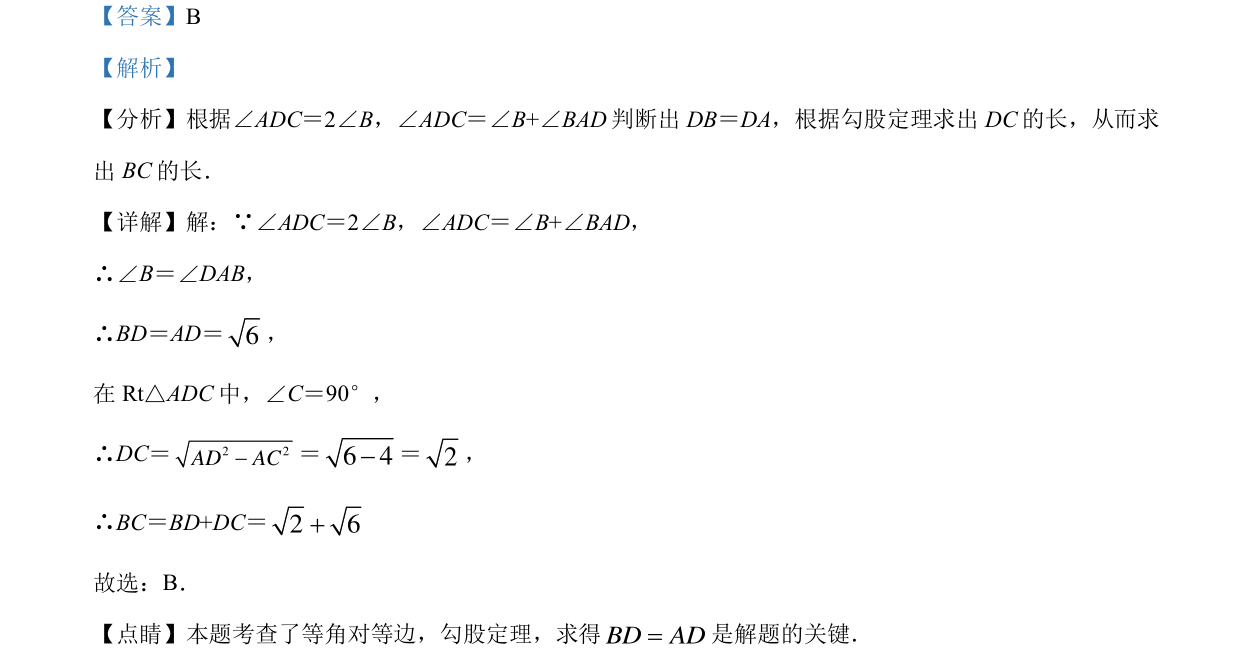 【答案】B
【解析】
【分析】根据∠ADC＝2∠B，∠ADC＝∠B+∠BAD 判断出 DB＝DA，根据勾股定理求出 DC 的长，从而求
出 BC 的长．
【详解】解：∵∠ADC＝2∠B，∠ADC＝∠B+∠BAD，
∴∠B＝∠DAB，
∴BD＝AD＝√6，
在 Rt△ADC 中，∠C＝90°，
∴DC＝√(AD²－AC²)＝√(6－4)＝√2，
∴BC＝BD+DC＝√2＋√6
故选：B．
【点睛】本题考查了等角对等边，勾股定理，求得 BD = AD 是解题的关键．